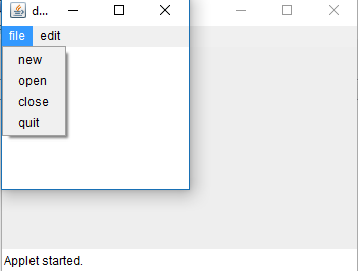 d...
file edit
new
open
close
quit
Applet started.